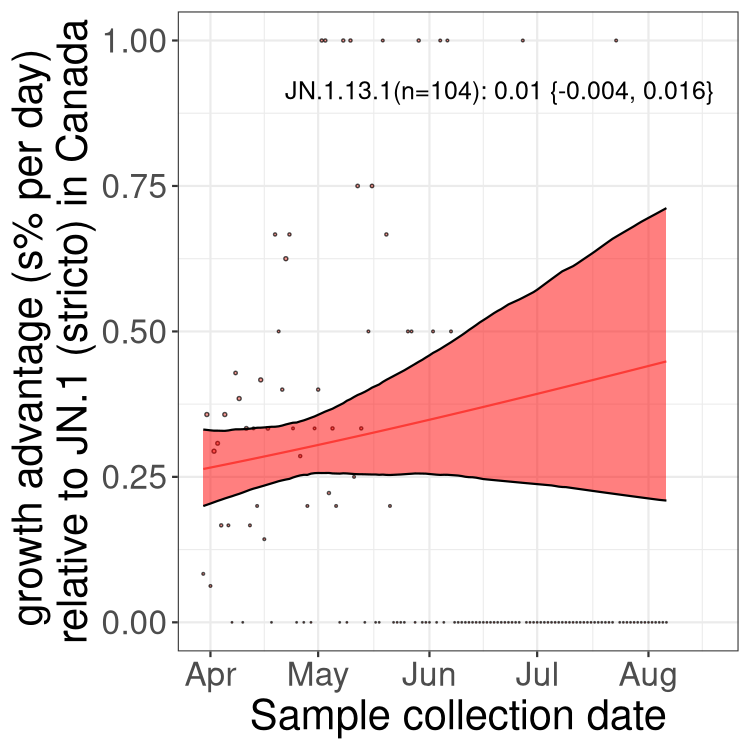 growth advantage (s% per day)
relative to JN.1 (stricto) in Canada
1.00
0.75
0.50
0.25
0.00
JN.1.13.1(n=104): 0.01 {-0.004, 0.016}
Apr May Jun Jul Aug
Sample collection date